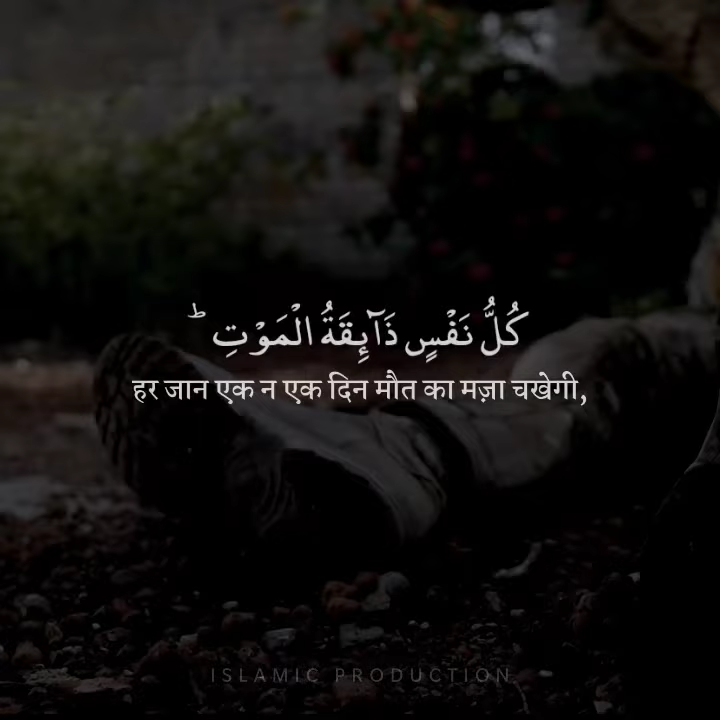 كُلُّ نَفْسٍ ذَآئِقَةُ الْمَوْتِ ؕ
हर जान एक न एक दिन मौत का मज़ा चखेगी,
ISLAMIC PRODUCTION